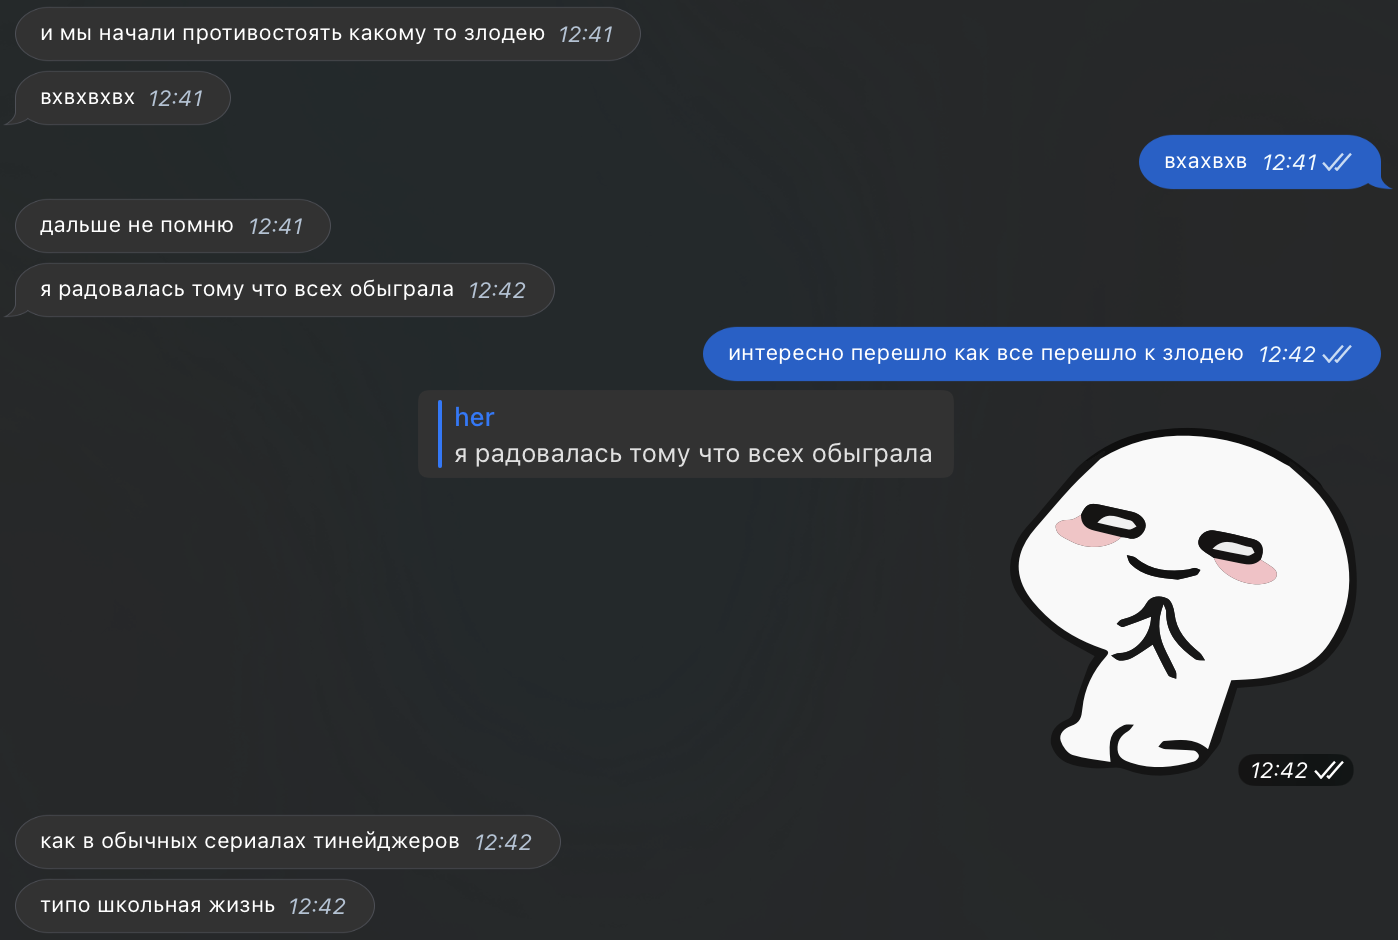 и мы начали противостоять какому то злодею 12:41
вхвхвхвх 12:41
вхахвхв 12:41
дальше не помню 12:41
я радовалась тому что всех обыграла 12:42
интересно перешло как все перешло к злодею 12:42
her
я радовалась тому что всех обыграла
12:42
как в обычных сериалах тинейджеров 12:42
типо школьная жизнь 12:42